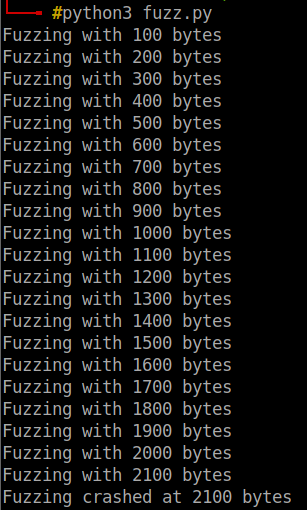 #python3 fuzz.py
Fuzzing with 100 bytes
Fuzzing with 200 bytes
Fuzzing with 300 bytes
Fuzzing with 400 bytes
Fuzzing with 500 bytes
Fuzzing with 600 bytes
Fuzzing with 700 bytes
Fuzzing with 800 bytes
Fuzzing with 900 bytes
Fuzzing with 1000 bytes
Fuzzing with 1100 bytes
Fuzzing with 1200 bytes
Fuzzing with 1300 bytes
Fuzzing with 1400 bytes
Fuzzing with 1500 bytes
Fuzzing with 1600 bytes
Fuzzing with 1700 bytes
Fuzzing with 1800 bytes
Fuzzing with 1900 bytes
Fuzzing with 2000 bytes
Fuzzing with 2100 bytes
Fuzzing crashed at 2100 bytes